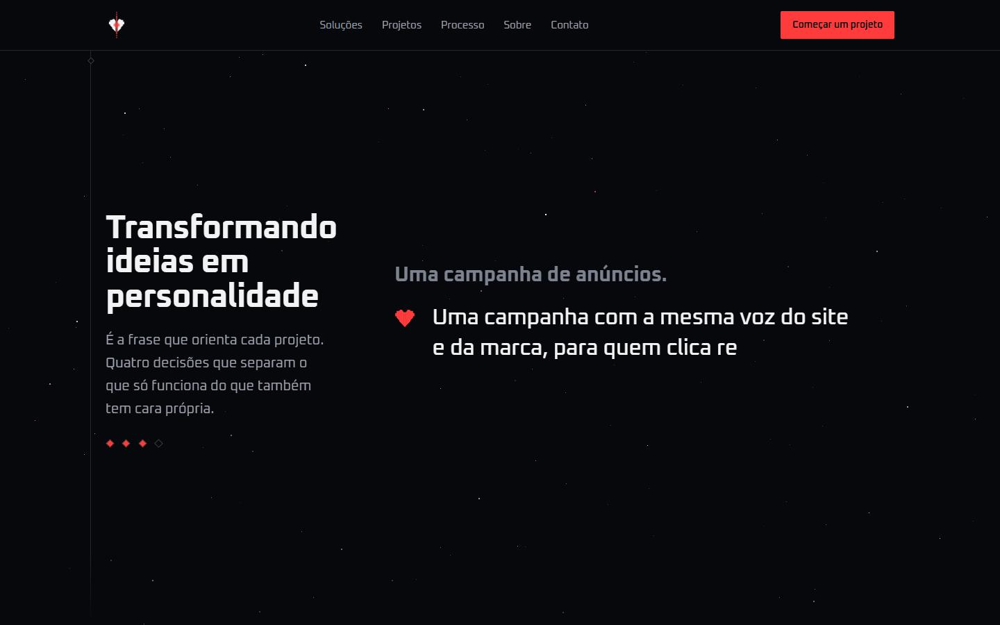 Soluções Projetos Processo Sobre Contato
Começar um projeto
Transformando
ideias em
personalidade
É a frase que orienta cada projeto.
Quatro decisões que separam o
que só funciona do que também
tem cara própria.
Uma campanha de anúncios.
Uma campanha com a mesma voz do site
e da marca, para quem clica re